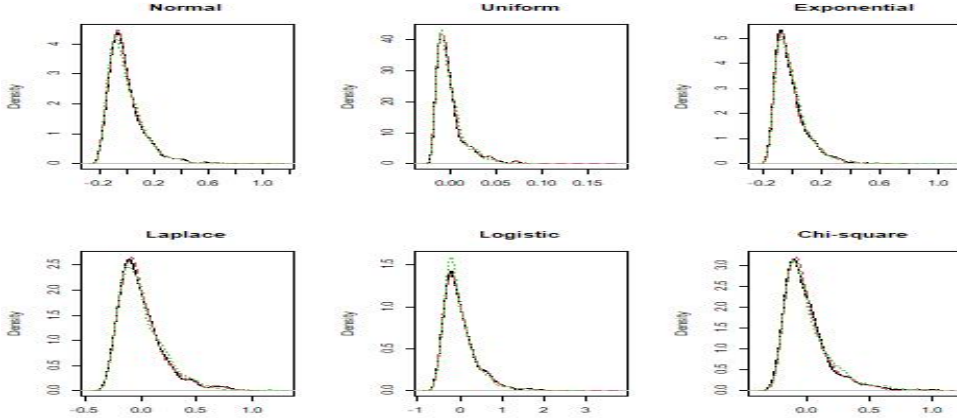 Normal
Density
0 1 2 3 4
−0.2 0.2 0.6 1.0
Uniform
Density
0 10 20 30 40
0.00 0.05 0.10 0.15
Exponential
Density
0 1 2 3 4 5
−0.2 0.2 0.6 1.0
Laplace
Density
0.0 0.5 1.0 1.5 2.0 2.5
−0.5 0.0 0.5 1.0
Logistic
Density
0.0 0.5 1.0 1.5
−1 0 1 2 3
Chi-square
Density
0.0 0.5 1.0 1.5 2.0 2.5 3.0
0.0 0.5 1.0